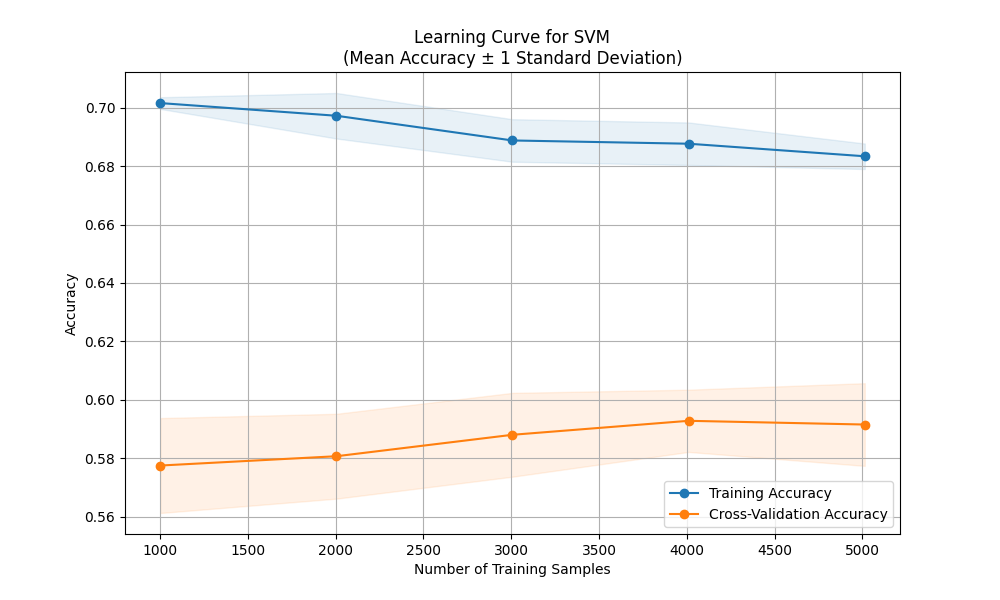 Learning Curve for SVM
(Mean Accuracy ± 1 Standard Deviation)
0.70
0.68
0.66
0.64
0.62
0.60
0.58
0.56
Accuracy
Training Accuracy
Cross-Validation Accuracy
1000 1500 2000 2500 3000 3500 4000 4500 5000
Number of Training Samples